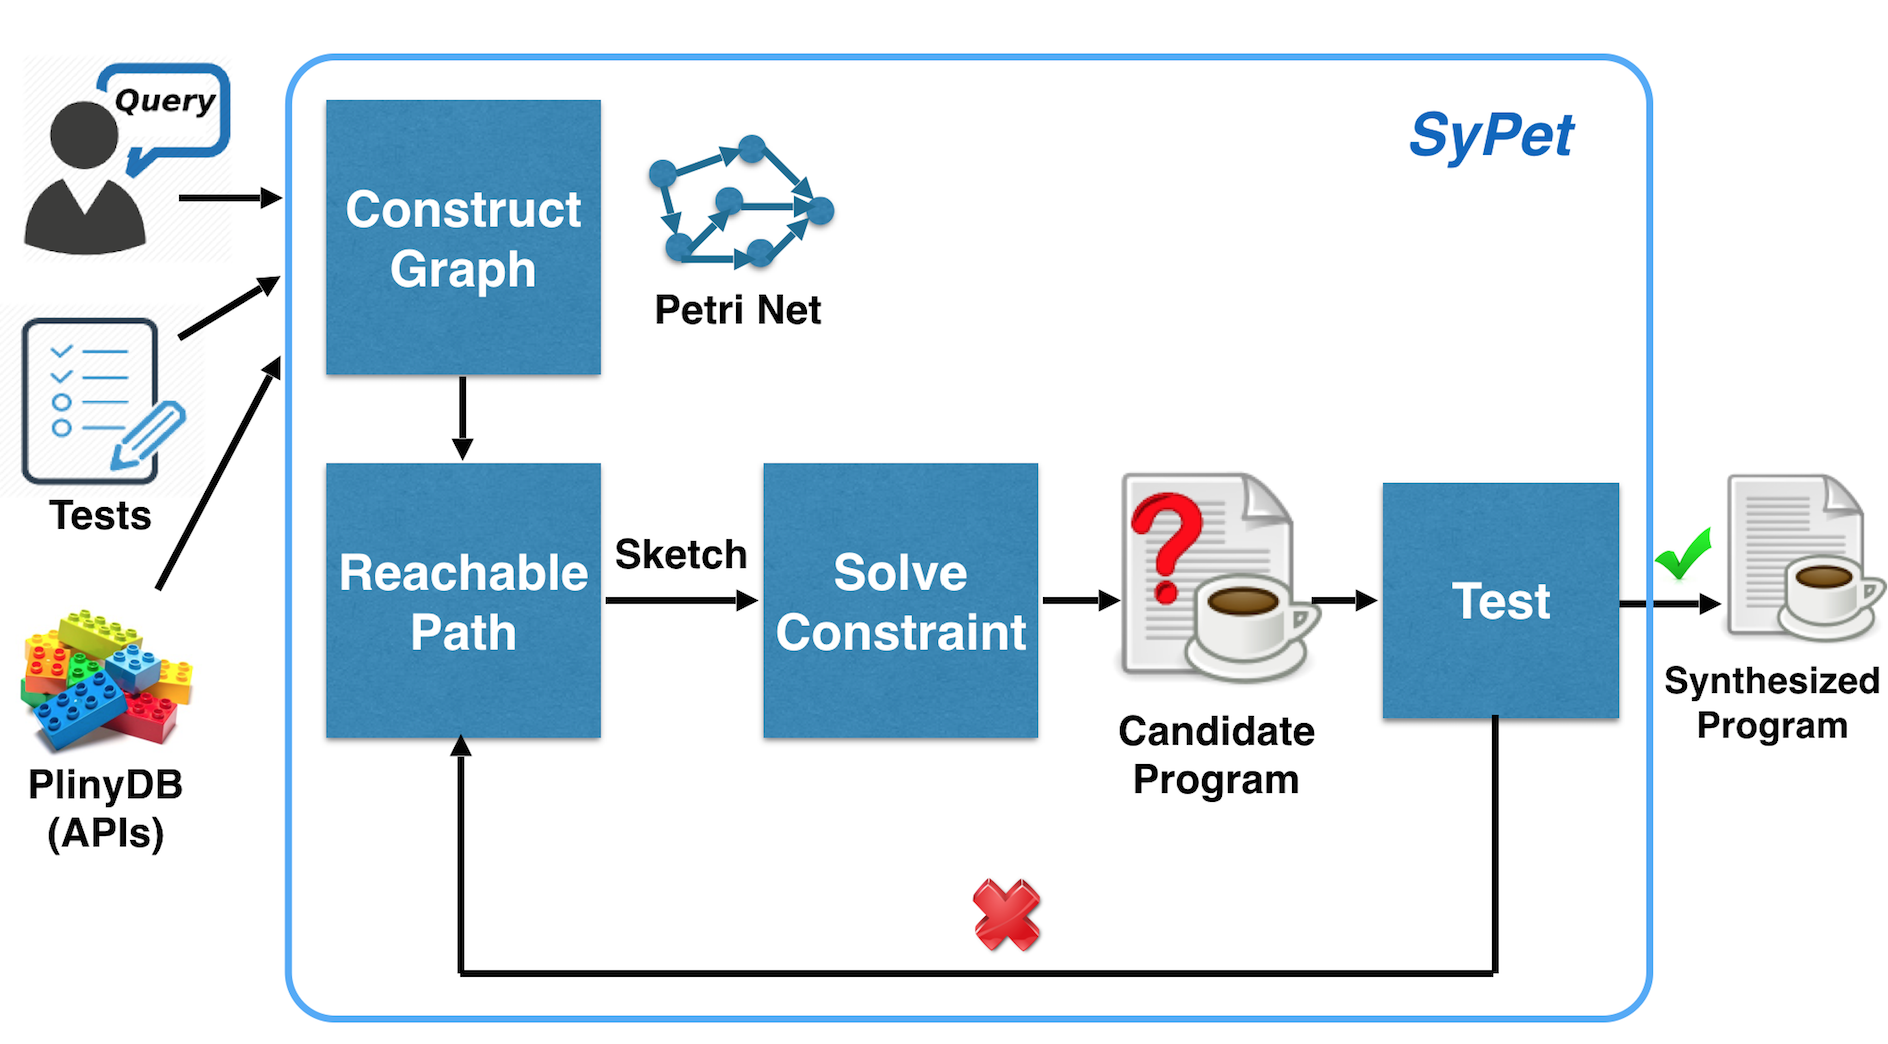 Query
SyPet
Construct
Graph
Petri Net
Tests
Reachable
Path
Sketch
Solve
Constraint
Candidate
Program
Test
Synthesized
Program
PlinyDB
(APIs)